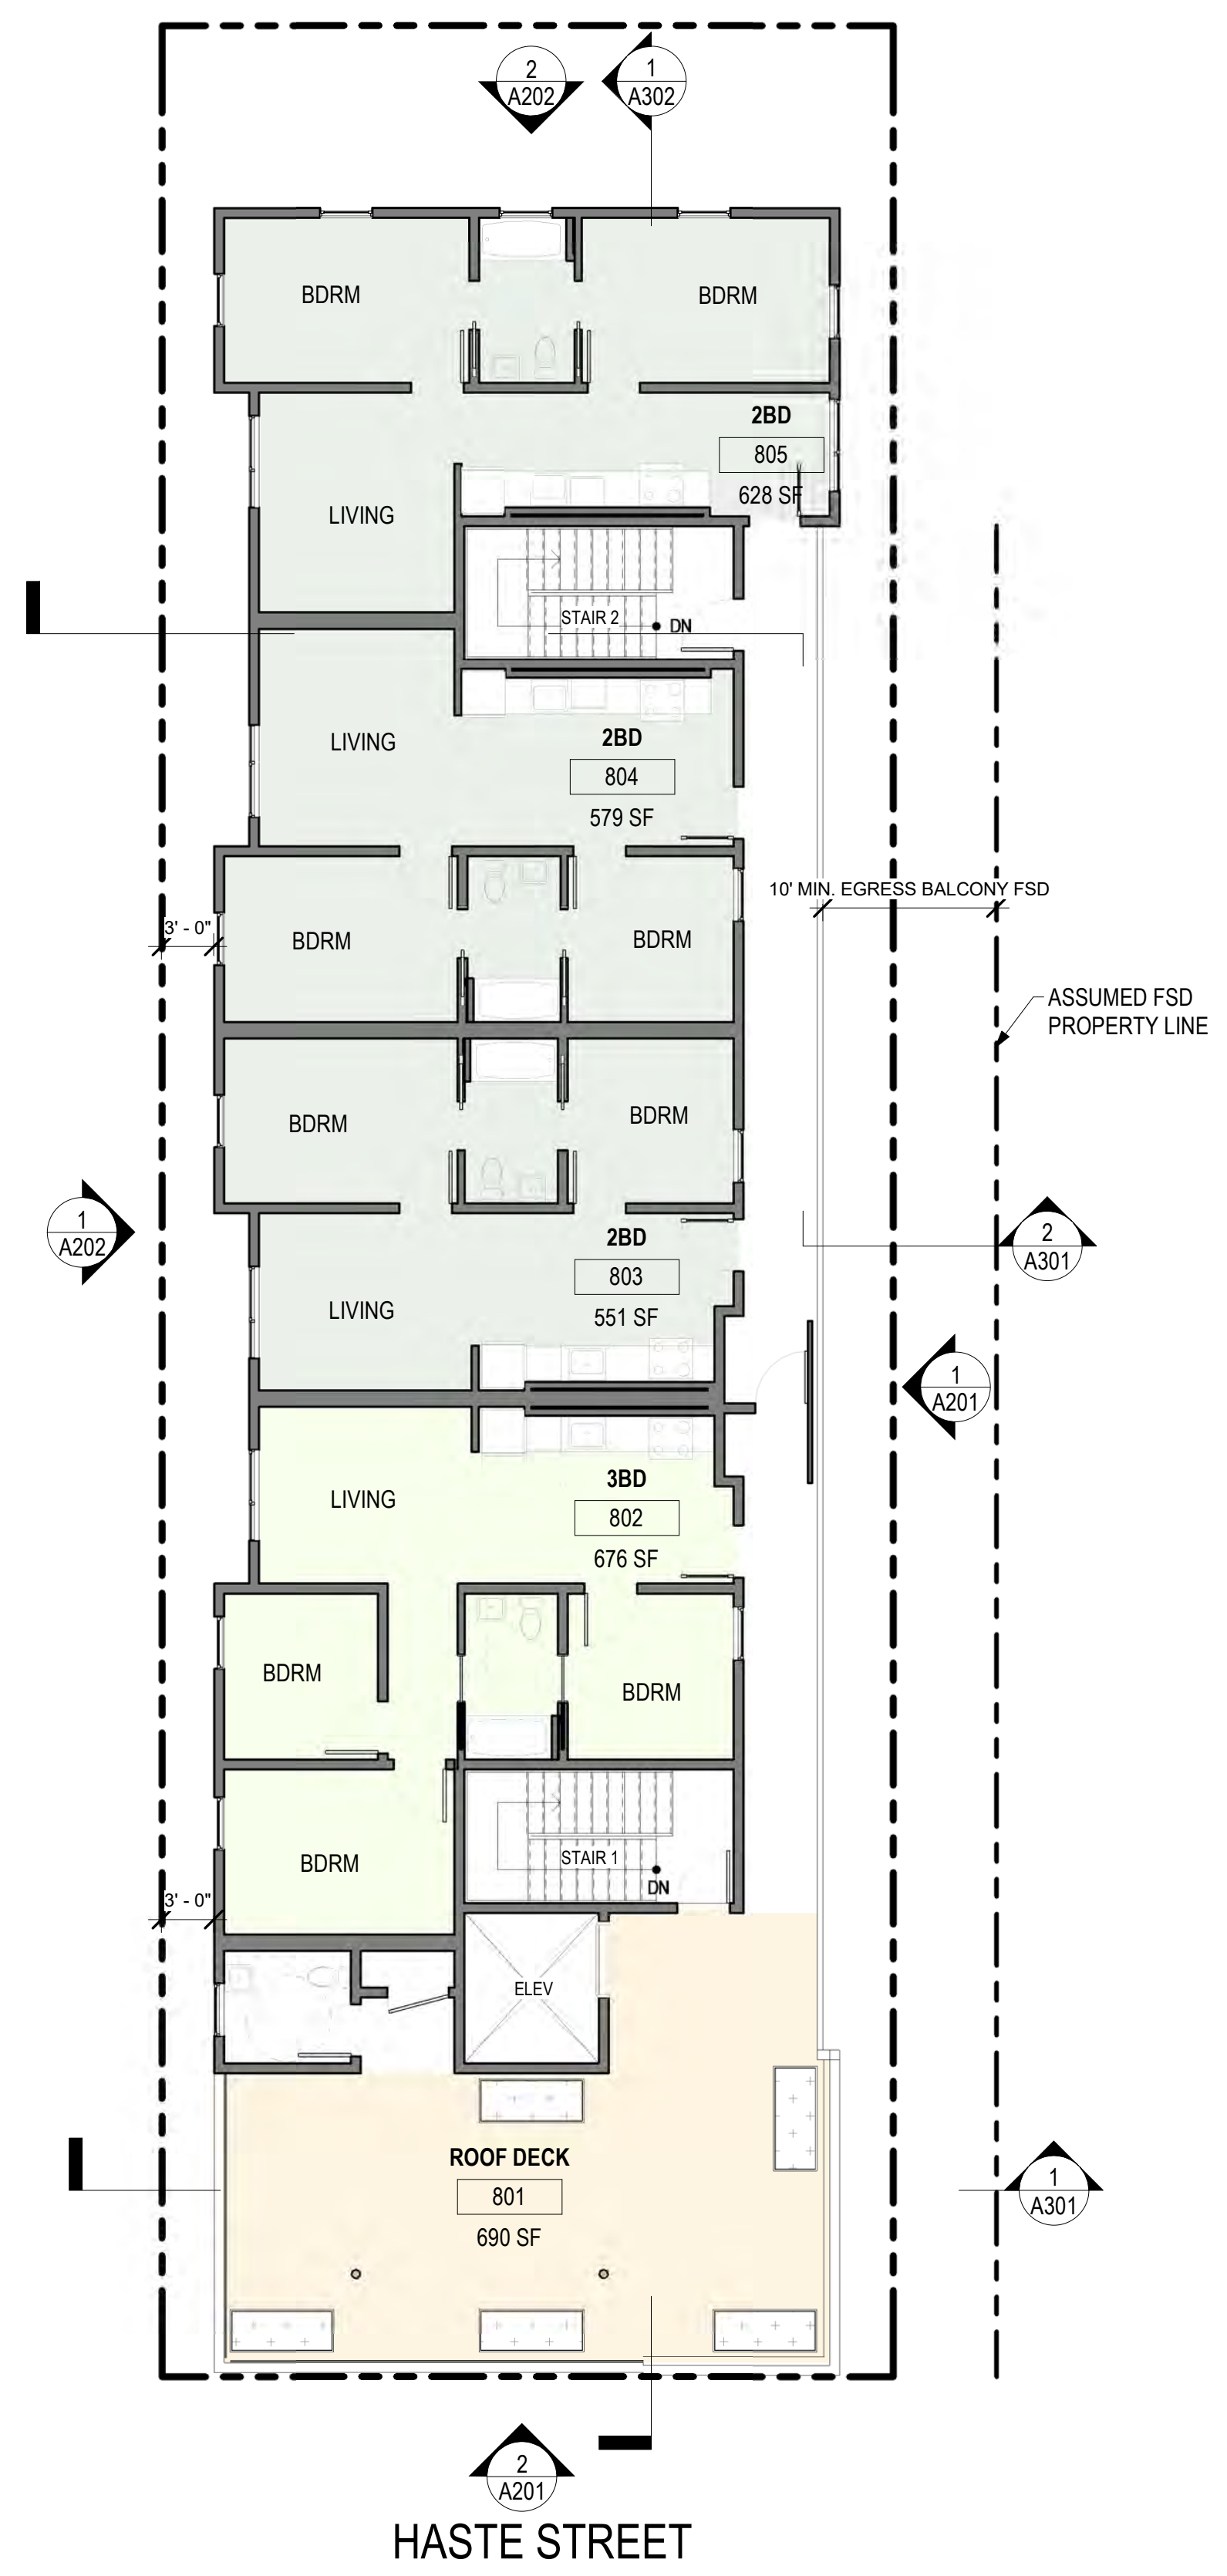 2
A202
1
A302
BDRM
BDRM
2BD
805
628 SF
LIVING
STAIR 2
DN
LIVING
2BD
804
579 SF
10' MIN. EGRESS BALCONY FSD
3' - 0"
BDRM
BDRM
ASSUMED FSD
PROPERTY LINE
BDRM
BDRM
1
A202
2BD
803
551 SF
2
A301
LIVING
1
A201
LIVING
3BD
802
676 SF
BDRM
BDRM
BDRM
STAIR 1
DN
3' - 0"
ELEV
ROOF DECK
801
690 SF
1
A301
2
A201
HASTE STREET